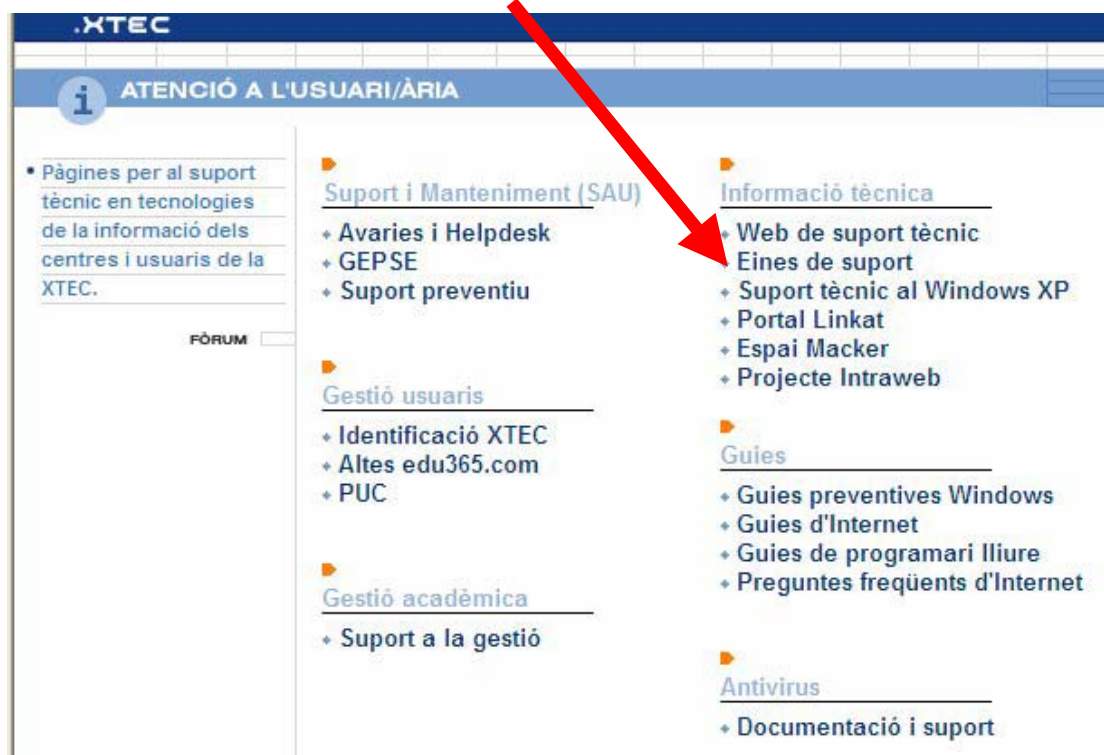 .XTEC
i ATENCIÓ A L'USUARI/ÀRIA
Pàgines per al suport
tècnic en tecnologies
de la informació dels
centres i usuaris de la
XTEC.
FÒRUM
Suport i Manteniment (SAU)
Avaries i Helpdesk
GEPSE
Suport preventiu
Gestió usuaris
Identificació XTEC
Altes edu365.com
PUC
Gestió acadèmica
Suport a la gestió
Informació tècnica
Web de suport tècnic
Eines de suport
Suport tècnic al Windows XP
Portal Linkat
Espai Macker
Projecte Intraweb
Guies
Guies preventives Windows
Guies d'Internet
Guies de programari lliure
Preguntes freqüents d'Internet
Antivirus
Documentació i suport